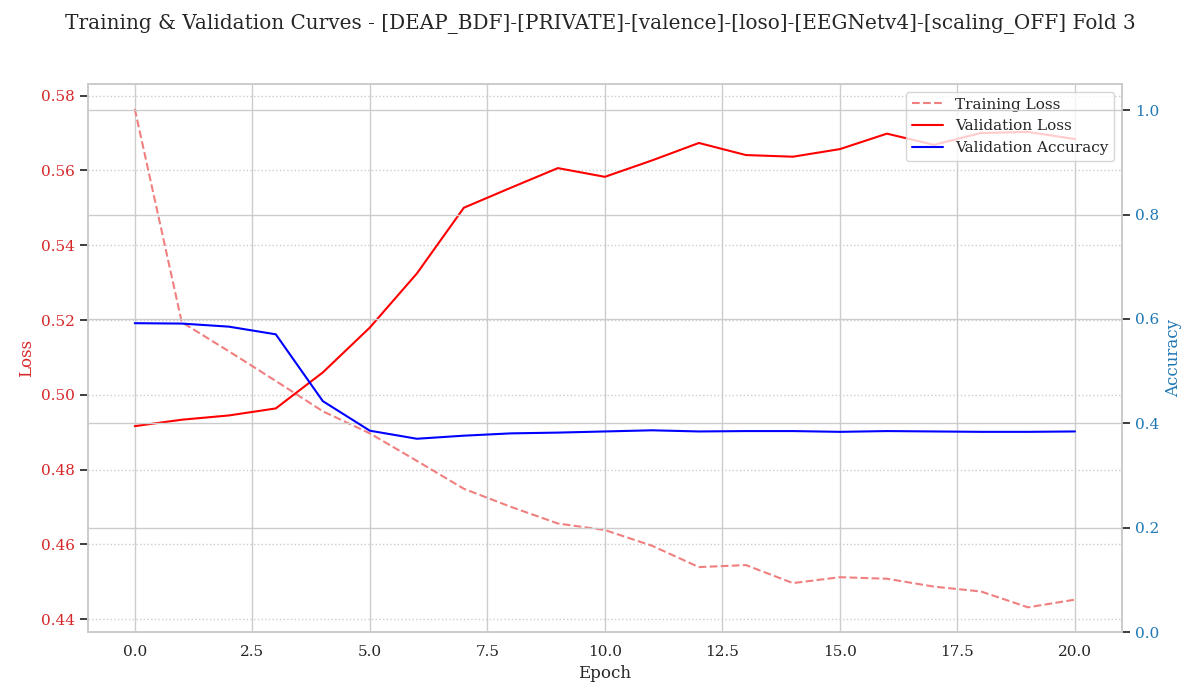 Training & Validation Curves - [DEAP_BDF]-[PRIVATE]-[valence]-[loso]-[EEGNetv4]-[scaling_OFF] Fold 3
Training Loss
Validation Loss
Validation Accuracy
Loss
0.58
0.56
0.54
0.52
0.50
0.48
0.46
0.44
1.0
0.8
0.6
0.4
0.2
0.0
Accuracy
0.0 2.5 5.0 7.5 10.0 12.5 15.0 17.5 20.0
Epoch